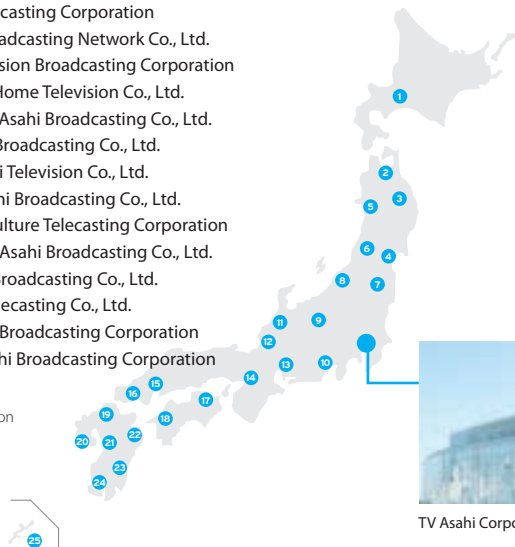 casting Corporation
adcasting Network Co., Ltd.
sion Broadcasting Corporation
Home Television Co., Ltd.
Asahi Broadcasting Co., Ltd.
Broadcasting Co., Ltd.
i Television Co., Ltd.
hi Broadcasting Co., Ltd.
lture Telecasting Corporation
Asahi Broadcasting Co., Ltd.
Broadcasting Co., Ltd.
ecasting Co., Ltd.
Broadcasting Corporation
hi Broadcasting Corporation
on
1
2
3
5
6
4
8
7
11
9
12
13
10
14
15
16
17
19
18
20
21
22
23
24
25
TV Asahi Corpo